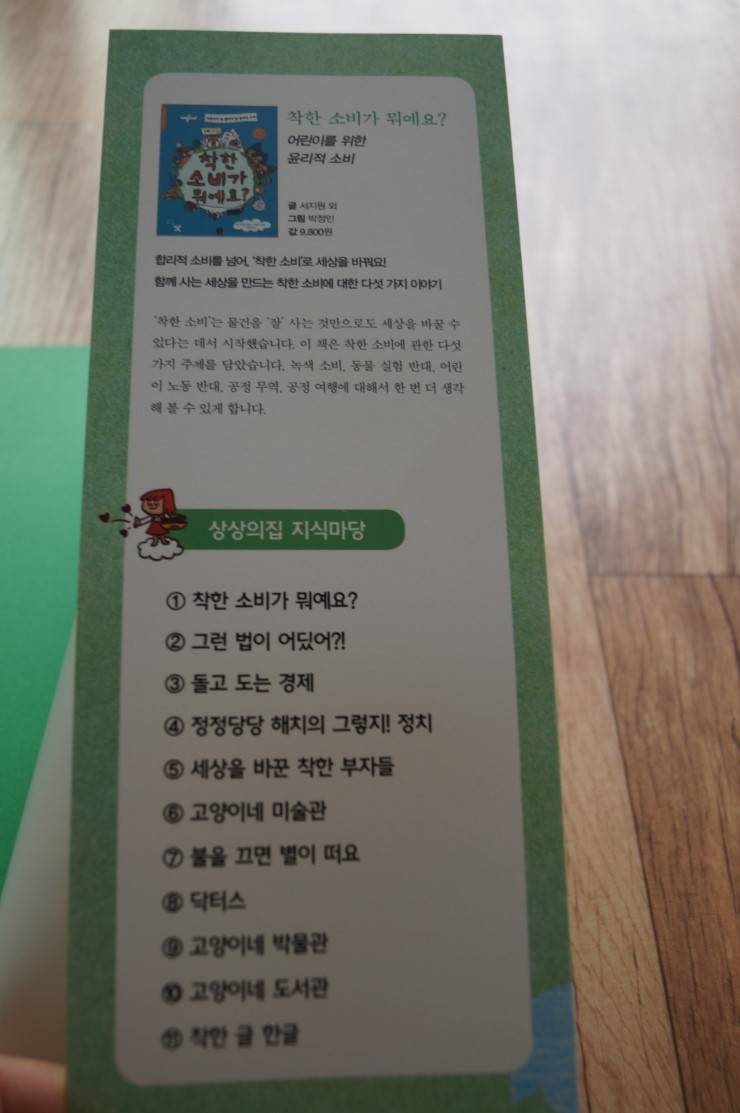 착한
소비가
뭐예요?
착한 소비가 뭐예요?
어린이를 위한
윤리적 소비
글 서지원 외
그림 박정인
값 9,800원
합리적 소비를 넘어, '착한 소비'로 세상을 바꿔요!
함께 사는 세상을 만드는 착한 소비에 대한 다섯 가지 이야기
'착한 소비'는 물건을 '잘' 사는 것만으로도 세상을 바꿀 수
있다는 데서 시작했습니다. 이 책은 착한 소비에 관한 다섯
가지 주제를 담았습니다. 녹색 소비, 동물 실험 반대, 어린
이 노동 반대, 공정 무역, 공정 여행에 대해서 한 번 더 생각
해 볼 수 있게 합니다.
상상의집 지식마당
① 착한 소비가 뭐예요?
② 그런 법이 어딨어?!
③ 돌고 도는 경제
④ 정정당당 해치의 그렇지! 정치
⑤ 세상을 바꾼 착한 부자들
⑥ 고양이네 미술관
⑦ 불을 끄면 별이 떠요
⑧ 닥터스
⑨ 고양이네 박물관
⑩ 고양이네 도서관
⑪ 착한 글 한글